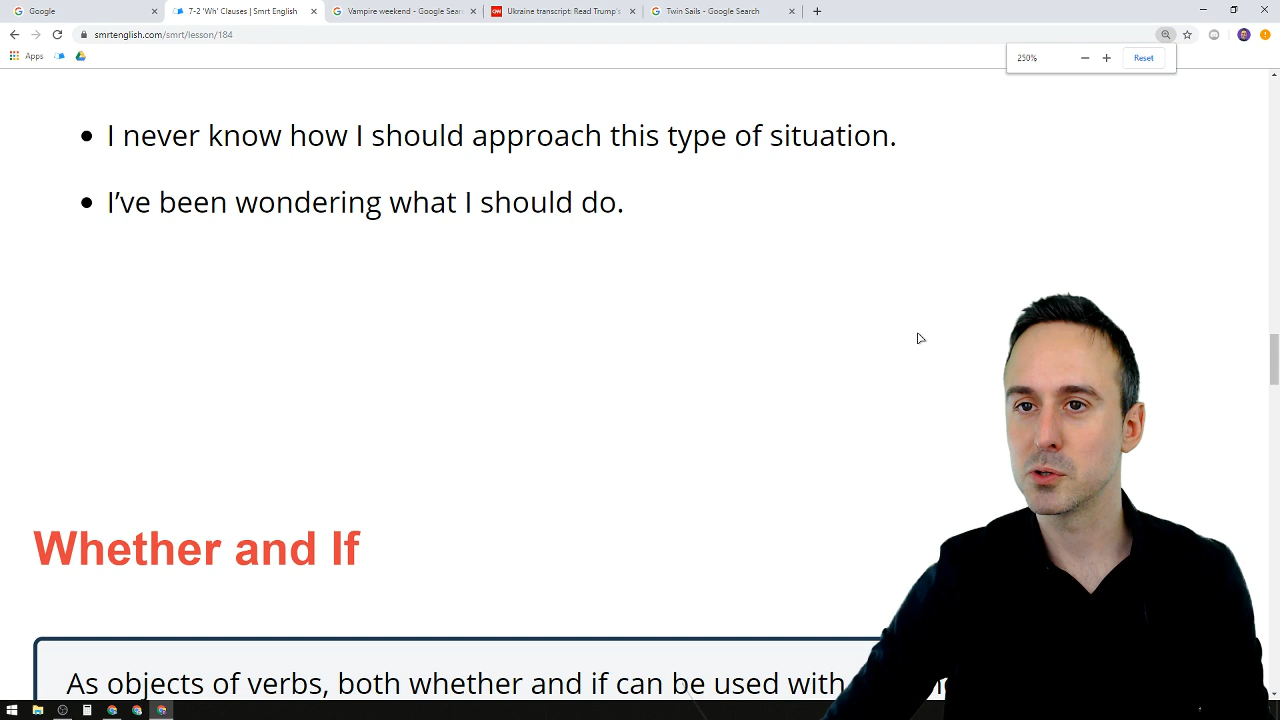 Google
7-2 'Wh' Clauses | Smrt English
Vampire weekend - Google Sear
Ukraine transcript: Read Trump's
Twin Sails - Google Search
smrtenglish.com/smrt/lesson/184
Apps
250%
Reset
I never know how I should approach this type of situation.
I've been wondering what I should do.
Whether and If
As objects of verbs, both whether and if can be used with